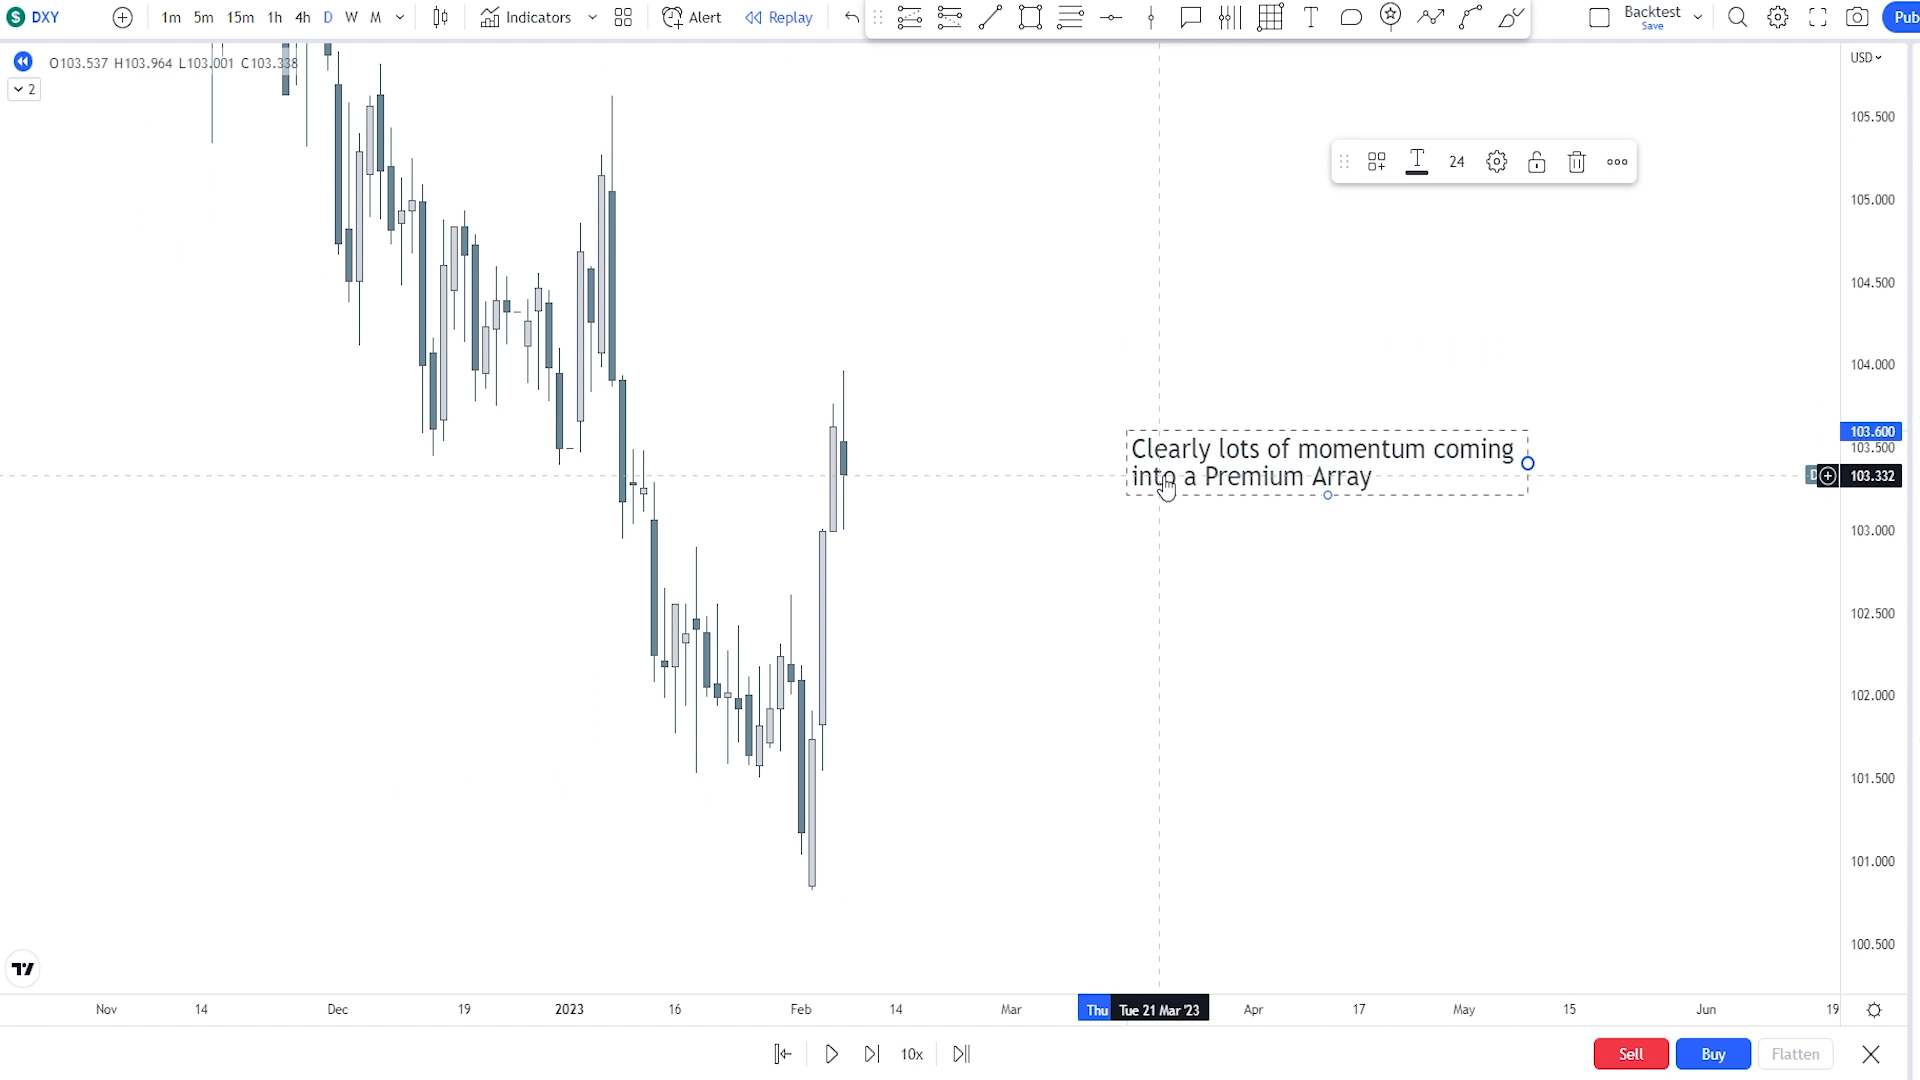 S DXY 1m 5m 15m 1h 4h D W M Indicators Alert Replay Backtest Save Pub
O103.537 H103.964 L103.001 C103.338
2
USD
105.500
24
105.000
104.500
104.000
103.600
103.500
Clearly lots of momentum coming
into a Premium Array
103.332
103.000
102.500
102.000
101.500
101.000
100.500
Nov 14 Dec 19 2023 16 Feb 14 Mar Thu Tue 21 Mar '23 Apr 17 May 15 Jun 19
10x Sell Buy Flatten